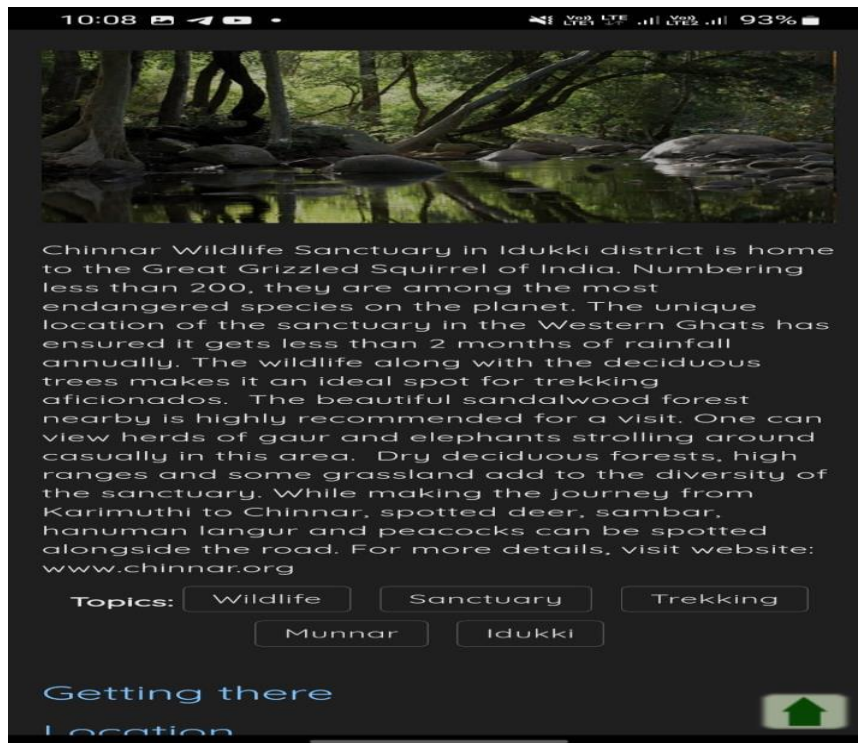 10:08 Vo)) LTE1 LTE Vo)) LTE2 93%
Chinnar Wildlife Sanctuary in Idukki district is home
to the Great Grizzled Squirrel of India. Numbering
less than 200, they are among the most
endangered species on the planet. The unique
location of the sanctuary in the Western Ghats has
ensured it gets less than 2 months of rainfall
annually. The wildlife along with the deciduous
trees makes it an ideal spot for trekking
aficionados.  The beautiful sandalwood forest
nearby is highly recommended for a visit. One can
view herds of gaur and elephants strolling around
casually in this area.  Dry deciduous forests, high
ranges and some grassland add to the diversity of
the sanctuary. While making the journey from
Karimuthi to Chinnar, spotted deer, sambar,
hanuman langur and peacocks can be spotted
alongside the road. For more details, visit website:
www.chinnar.org
Topics: Wildlife Sanctuary Trekking
Munnar Idukki
Getting there
Location